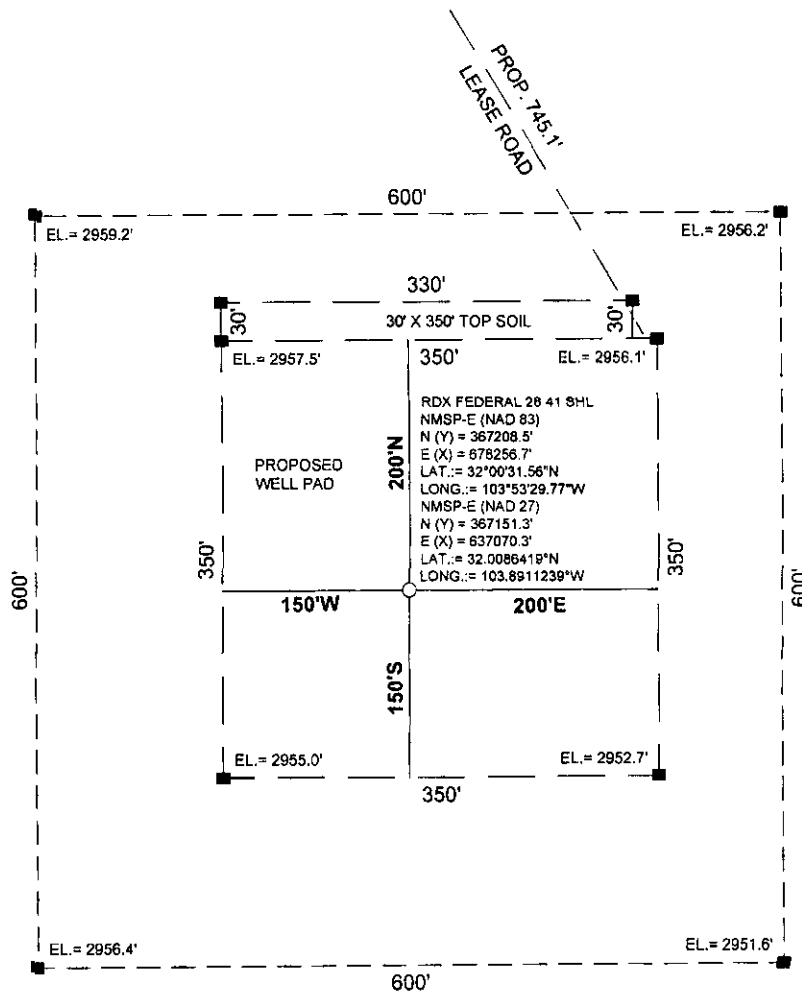 PROP. 745.1'
LEASE ROAD
600'
EL.= 2959.2'
EL.= 2956.2'
330'
30'
30' X 350' TOP SOIL
30'
EL.= 2957.5'
350'
EL.= 2956.1'
RDX FEDERAL 28 41 SHL
NMSP-E (NAD 83)
N (Y) = 367208.5'
E (X) = 678256.7'
LAT.:= 32°00'31.56"N
LONG.:= 103°53'29.77"W
NMSP-E (NAD 27)
N (Y) = 367151.3'
E (X) = 637070.3'
LAT.:= 32.0086419°N
LONG.:= 103.8911239°W
200'N
PROPOSED
WELL PAD
350'
350'
600'
600'
150'W
200'E
150'S
EL.= 2955.0'
EL.= 2952.7'
350'
EL.= 2956.4'
EL.= 2951.6'
600'